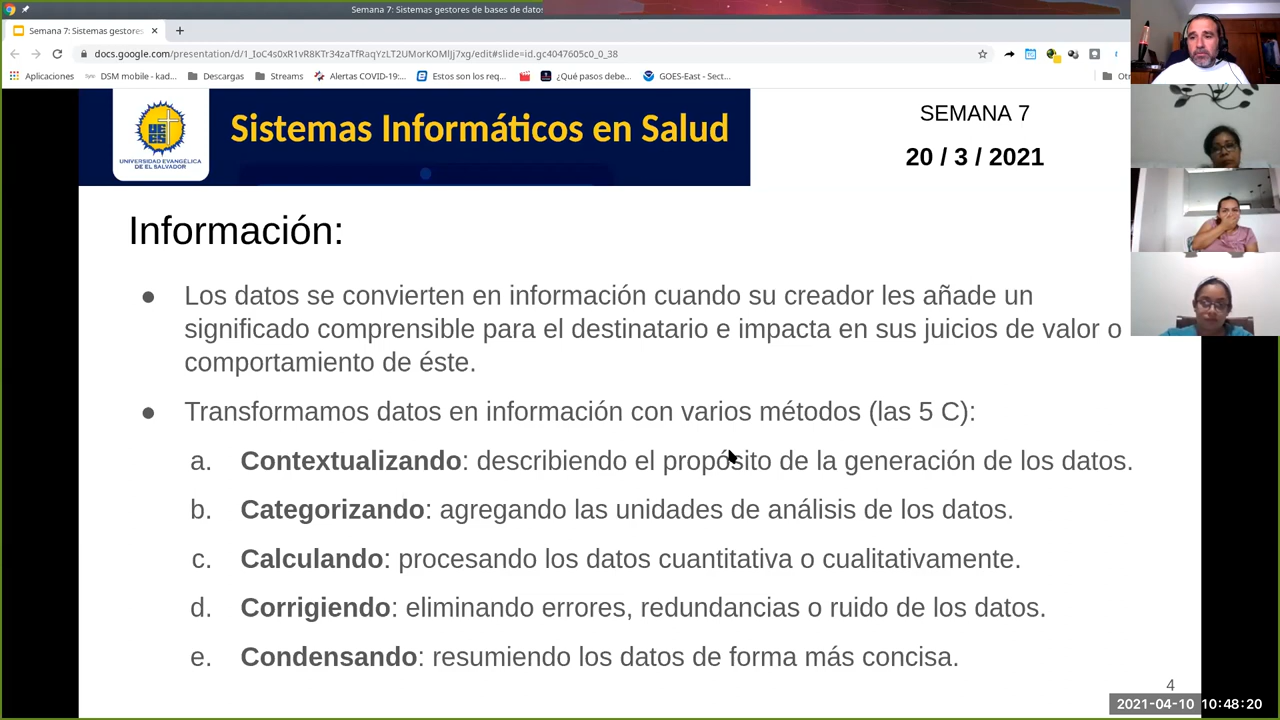 Semana 7: Sistemas gestores de bases de datos
Semana 7: Sistemas gestores
docs.google.com/presentation/d/1_IoC4s0xR1vR8KTr34zaTfRaqYzLT2UMorKOMlJj7xg/edit#slide=id.gc4047605c0_0_38
Aplicaciones
DSM mobile - kad...
Descargas
Streams
Alertas COVID-19:...
Estos son los req...
¿Qué pasos debe...
GOES-East - Sect...
UNIVERSIDAD EVANGÉLICA
DE EL SALVADOR
Sistemas Informáticos en Salud
SEMANA 7
20 / 3 / 2021
Información:
● Los datos se convierten en información cuando su creador les añade un
significado comprensible para el destinatario e impacta en sus juicios de valor o
comportamiento de éste.
● Transformamos datos en información con varios métodos (las 5 C):
a. Contextualizando: describiendo el propósito de la generación de los datos.
b. Categorizando: agregando las unidades de análisis de los datos.
c. Calculando: procesando los datos cuantitativa o cualitativamente.
d. Corrigiendo: eliminando errores, redundancias o ruido de los datos.
e. Condensando: resumiendo los datos de forma más concisa.
4
2021-04-10 10:48:20